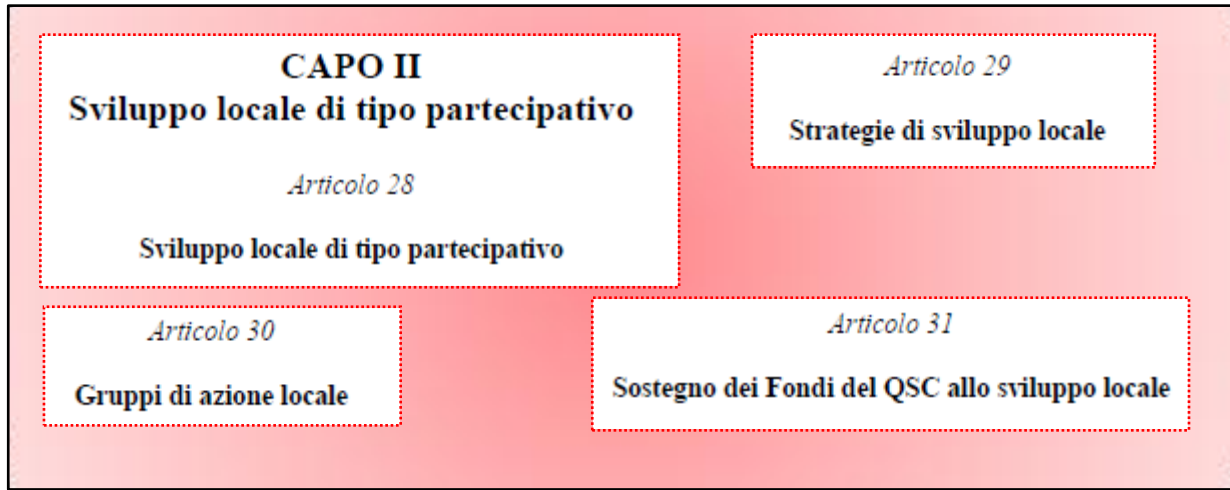 CAPO II
Sviluppo locale di tipo partecipativo
Articolo 28
Sviluppo locale di tipo partecipativo
Articolo 29
Strategie di sviluppo locale
Articolo 30
Gruppi di azione locale
Articolo 31
Sostegno dei Fondi del QSC allo sviluppo locale